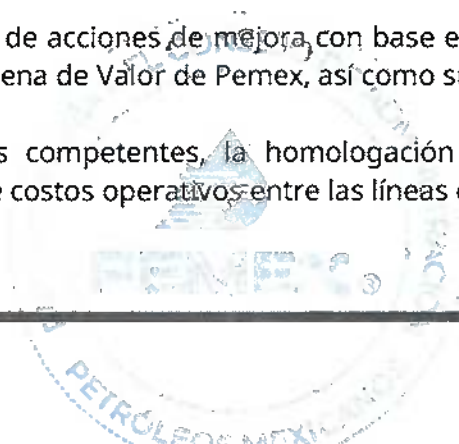 de acciones de mejora, con base e
ena de Valor de Pemex, así como s
s competentes, la homologación
e costos operativos entre las líneas
PEMEX ®
PETRÓLEOS MEXICANOS